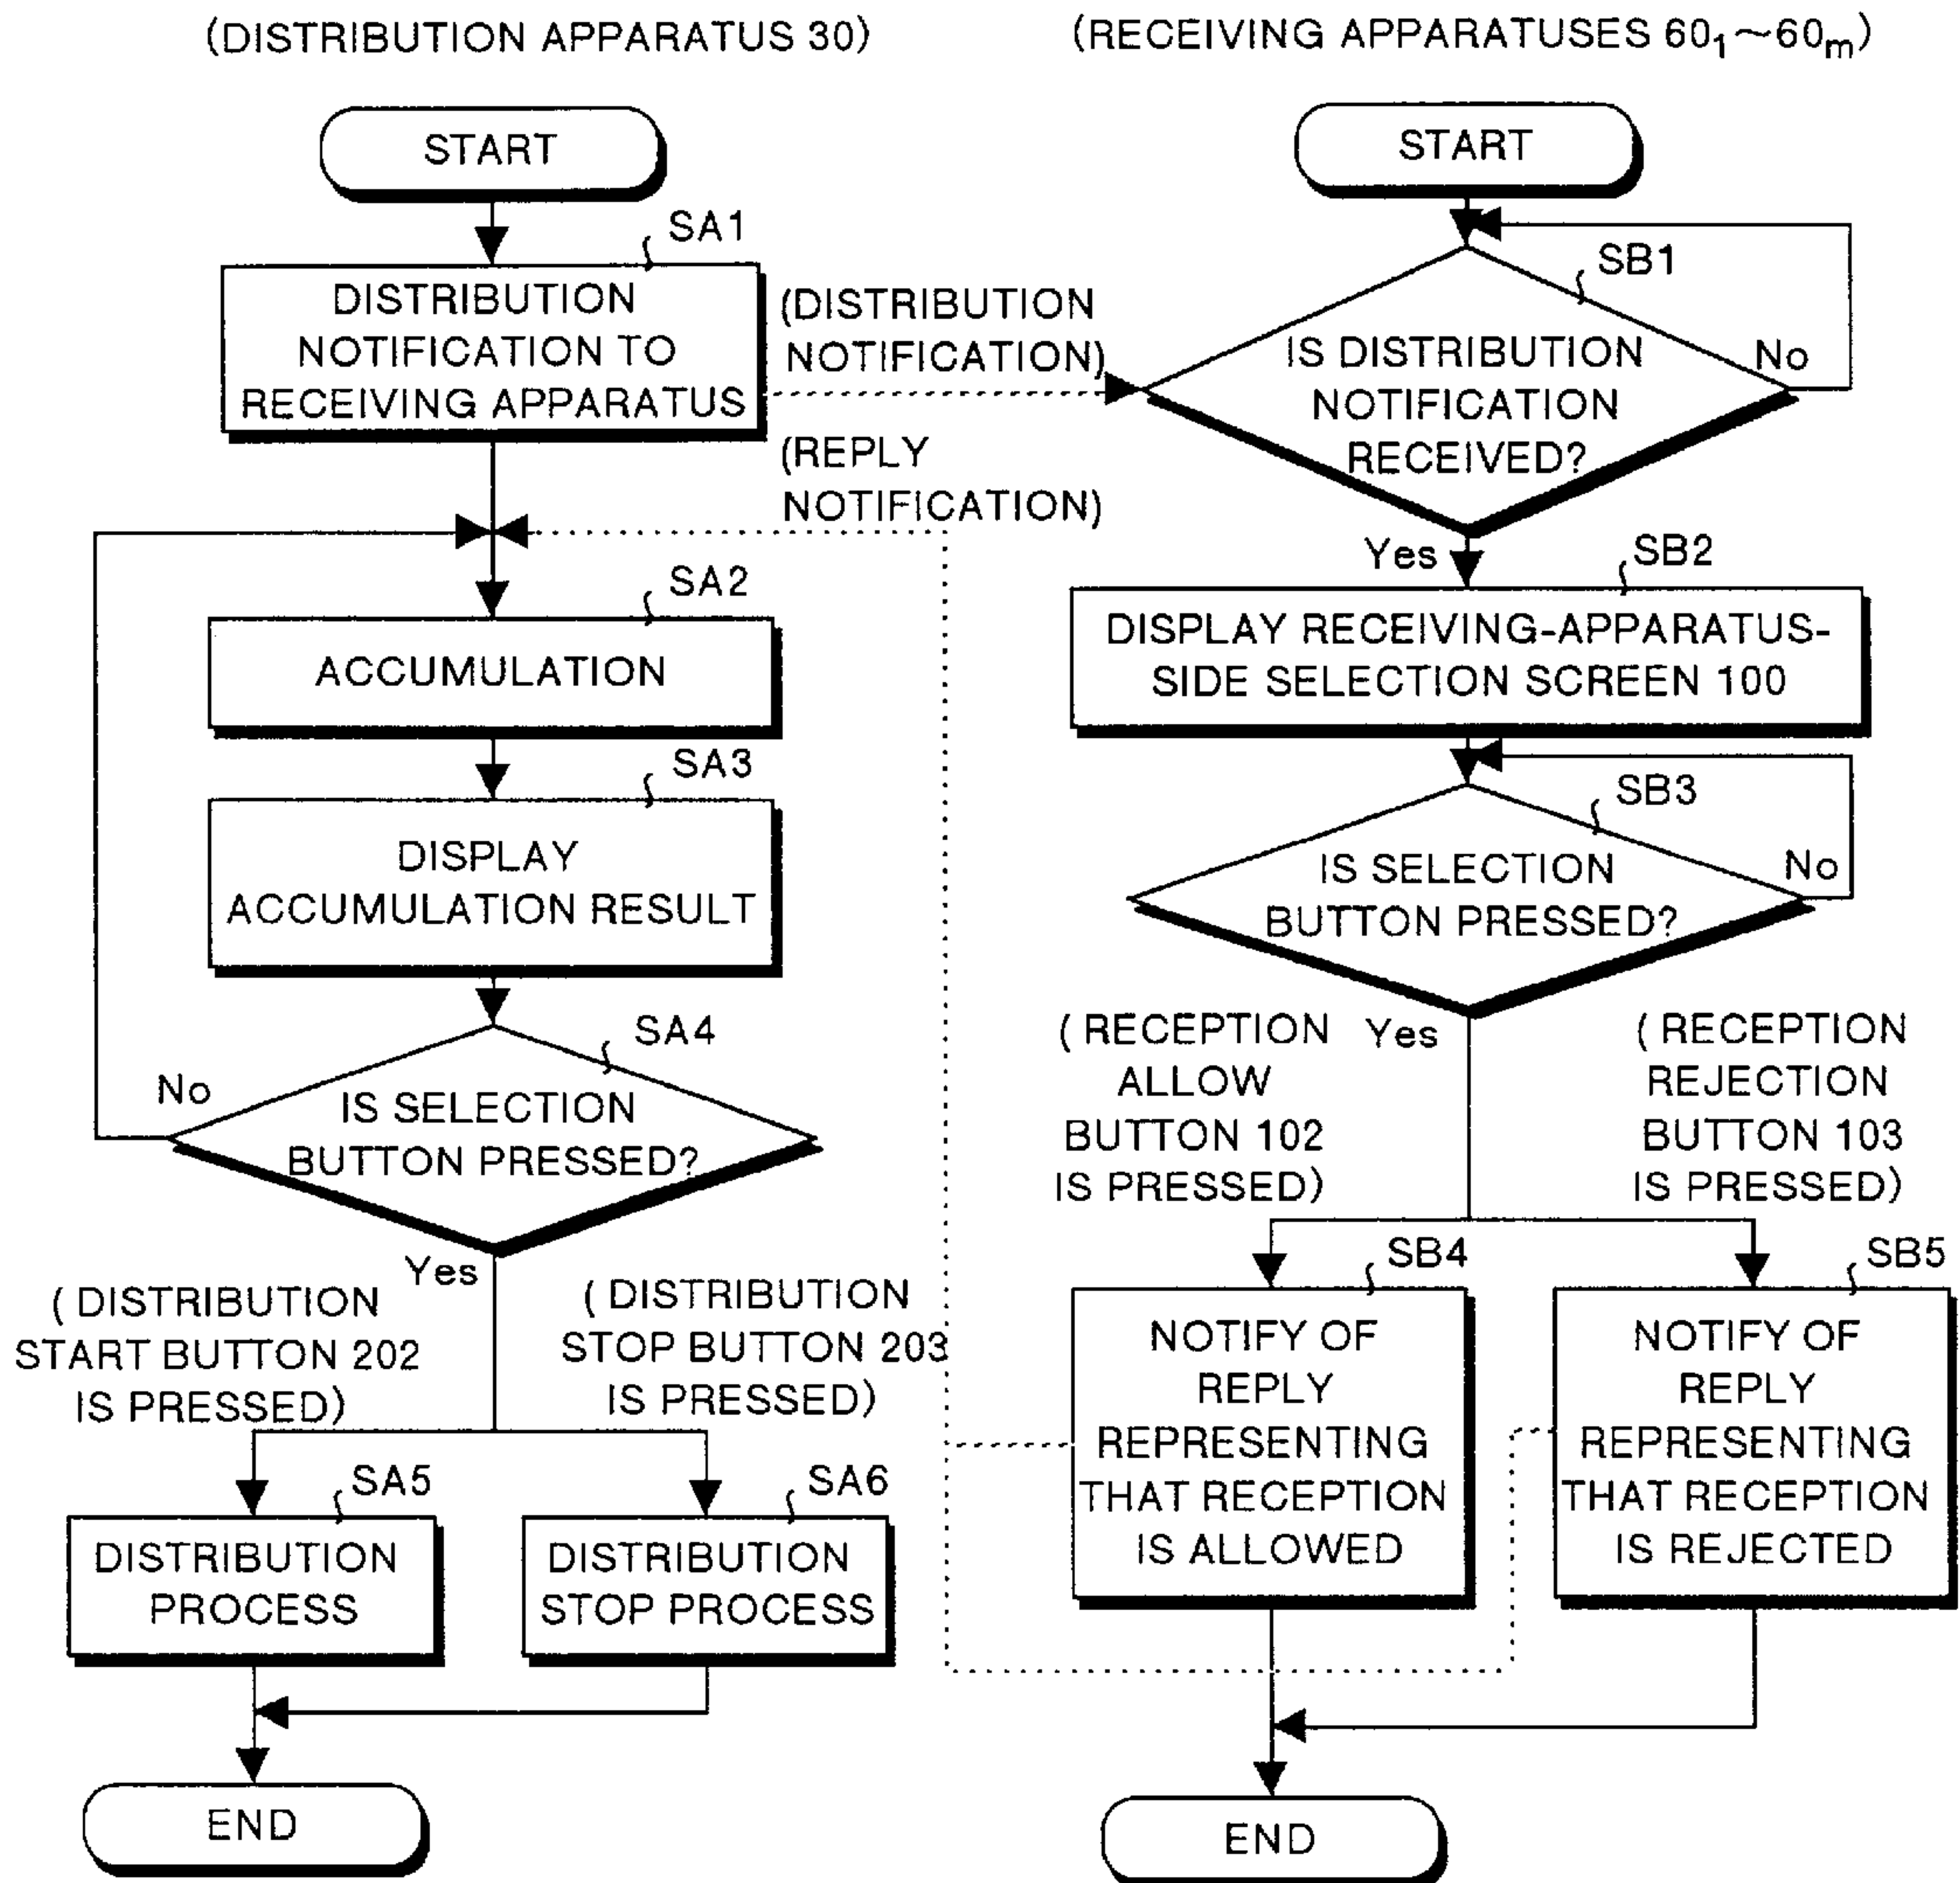 (DISTRIBUTION APPARATUS 30)
START
SA1
DISTRIBUTION
NOTIFICATION TO
RECEIVING APPARATUS
(DISTRIBUTION
NOTIFICATION)
(REPLY
NOTIFICATION)
SA2
ACCUMULATION
SA3
DISPLAY
ACCUMULATION RESULT
SA4
No
IS SELECTION
BUTTON PRESSED?
Yes
( DISTRIBUTION
START BUTTON 202
IS PRESSED)
( DISTRIBUTION
STOP BUTTON 203
IS PRESSED)
SA5
DISTRIBUTION
PROCESS
SA6
DISTRIBUTION
STOP PROCESS
END
(RECEIVING APPARATUSES 60₁~60ₘ)
START
SB1
IS DISTRIBUTION
NOTIFICATION
RECEIVED?
No
Yes
SB2
DISPLAY RECEIVING-APPARATUS-
SIDE SELECTION SCREEN 100
SB3
IS SELECTION
BUTTON PRESSED?
No
Yes
( RECEPTION
ALLOW
BUTTON 102
IS PRESSED)
( RECEPTION
REJECTION
BUTTON 103
IS PRESSED)
SB4
NOTIFY OF
REPLY
REPRESENTING
THAT RECEPTION
IS ALLOWED
SB5
NOTIFY OF
REPLY
REPRESENTING
THAT RECEPTION
IS REJECTED
END